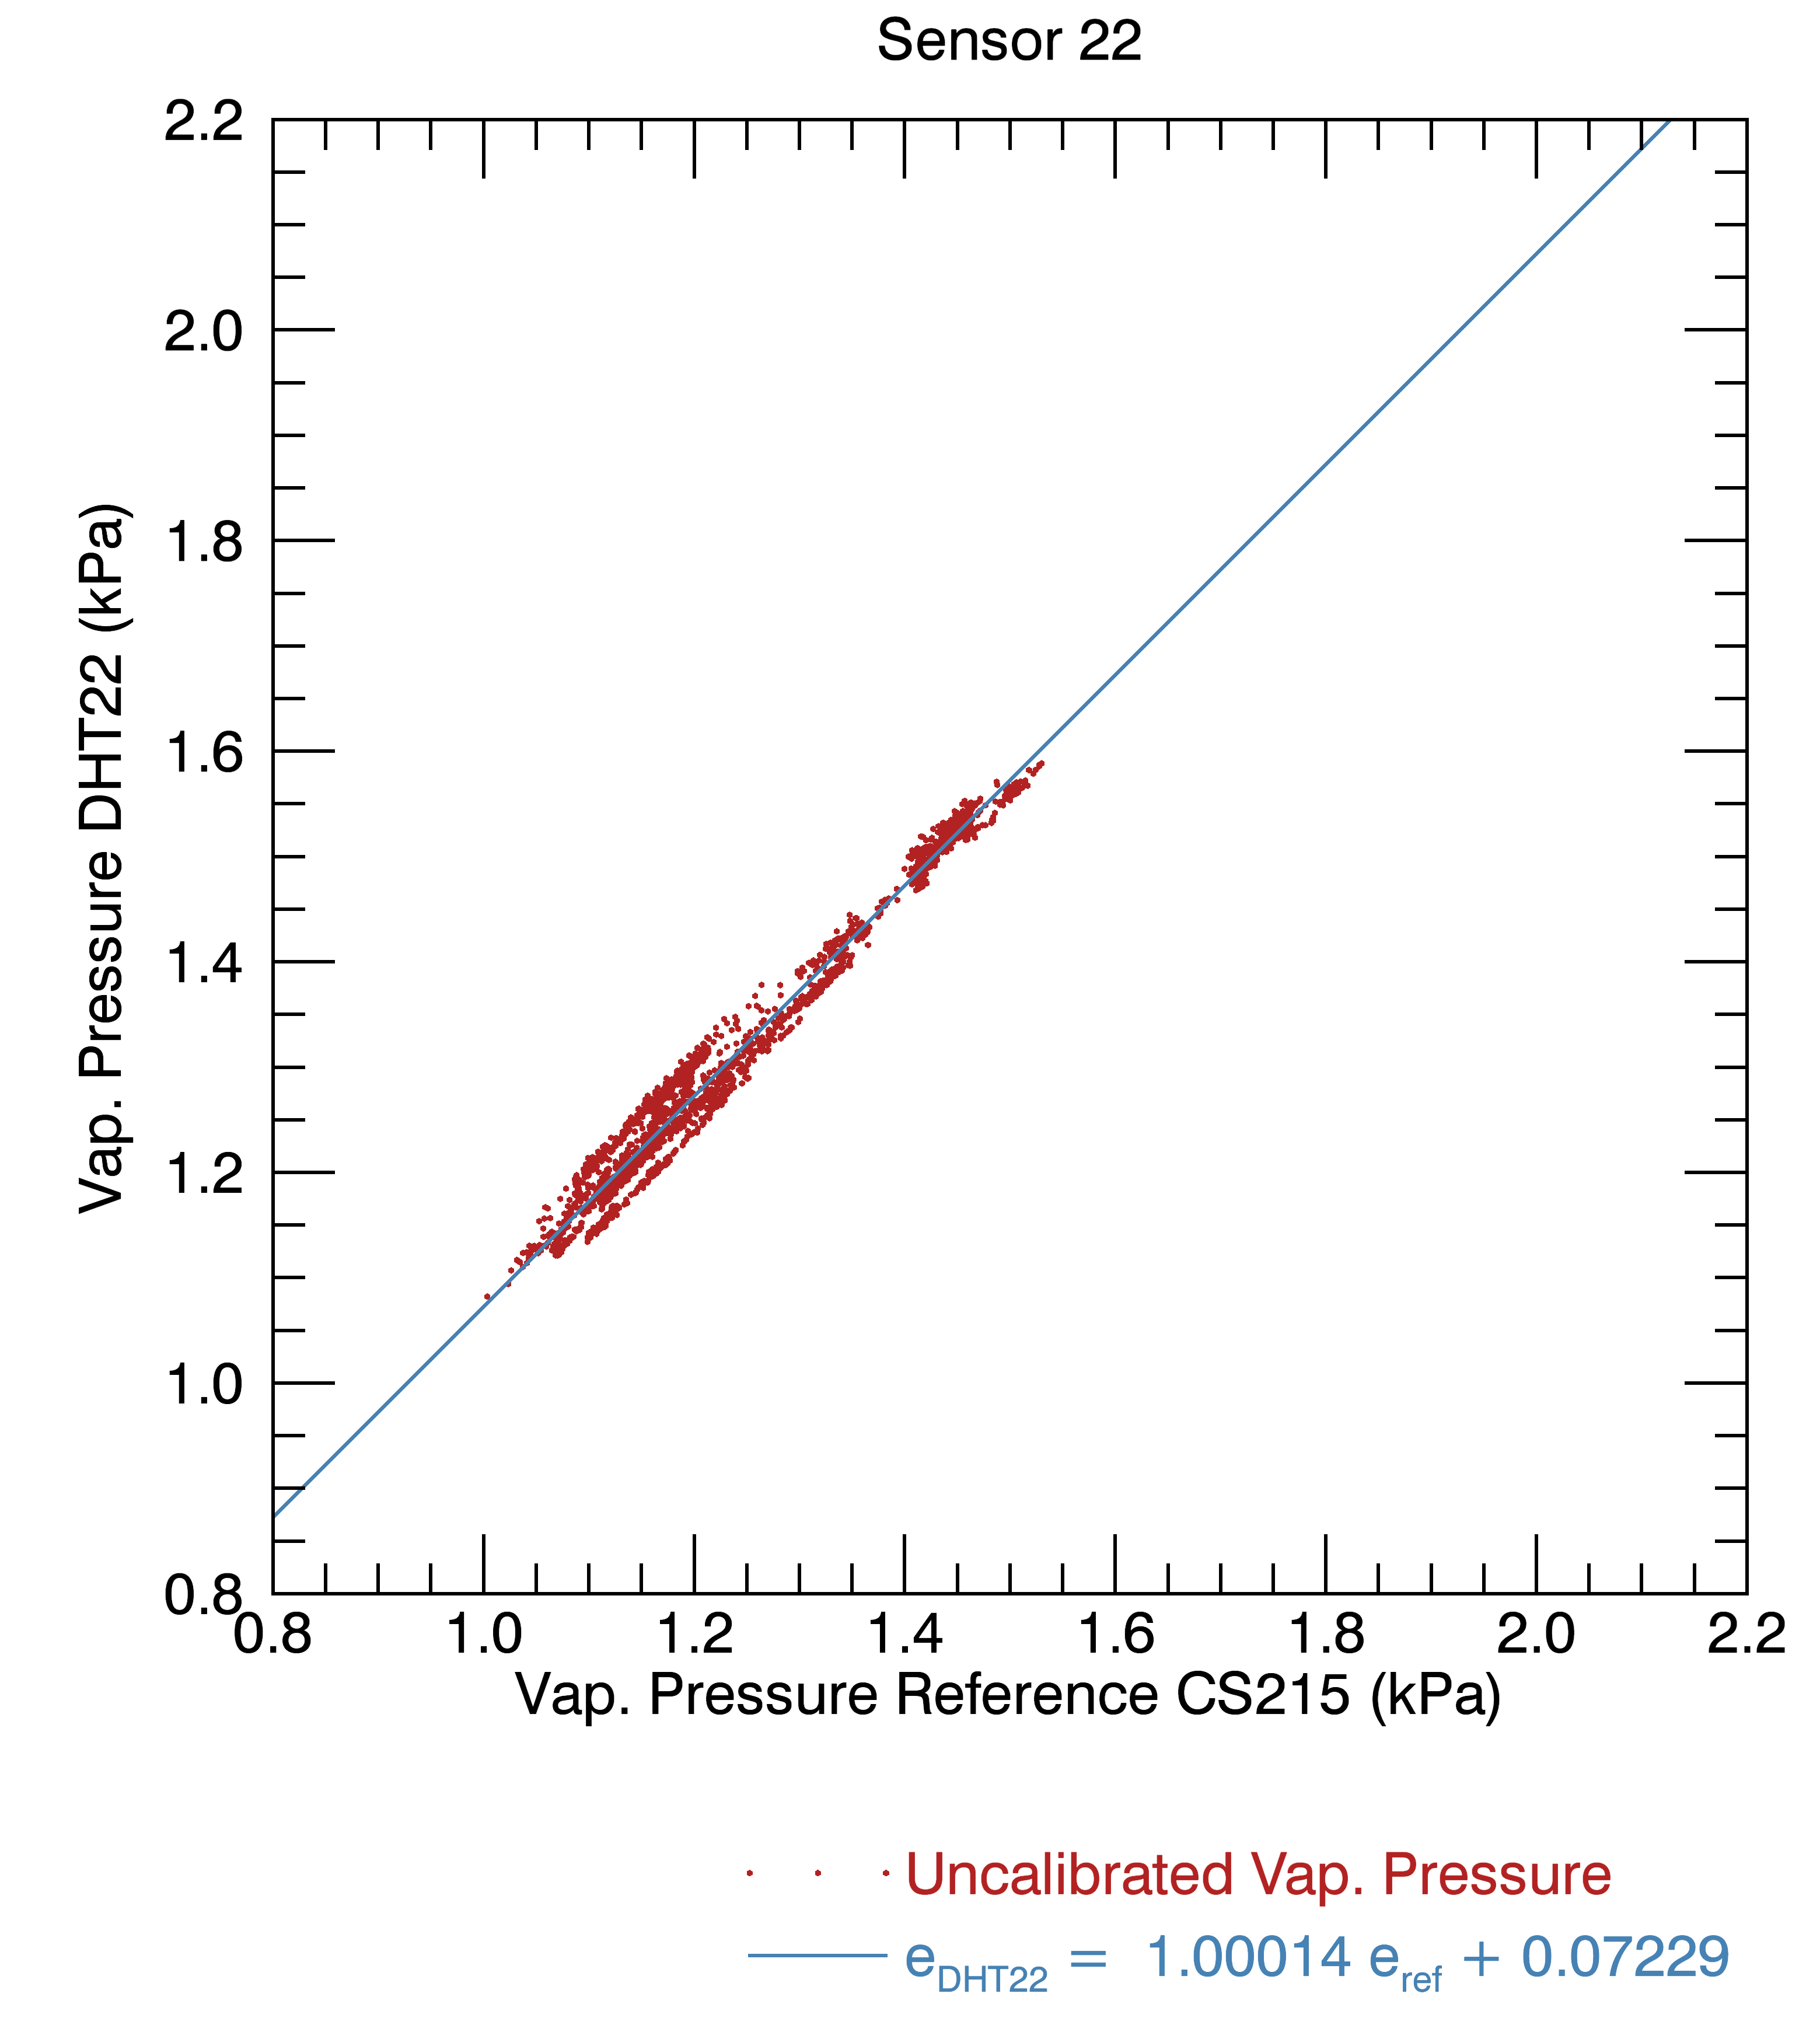 Sensor 22
Vap. Pressure DHT22 (kPa)
2.2
2.0
1.8
1.6
1.4
1.2
1.0
0.8
0.8 1.0 1.2 1.4 1.6 1.8 2.0 2.2
Vap. Pressure Reference CS215 (kPa)
Uncalibrated Vap. Pressure
e_DHT22 = 1.00014 e_ref + 0.07229